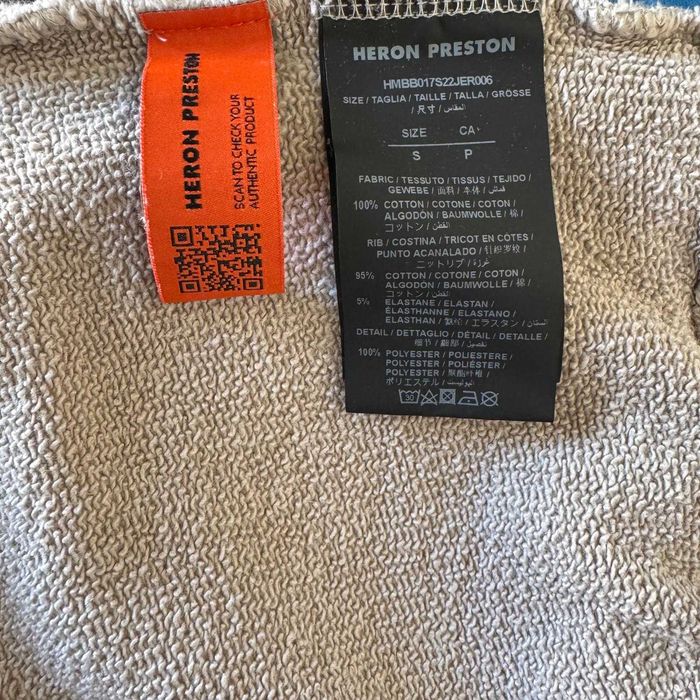 HERON PRESTON
SCAN TO CHECK YOUR
AUTHENTIC PRODUCT
HERON PRESTON
HMBB017S22JER006
SIZE / TAGLIA / TAILLE / TALLA / GRÖSSE
/ 尺寸 / المقاس /
SIZE CA
S P
FABRIC / TESSUTO / TISSUS / TEJIDO /
GEWEBE / 面料 / 本体 / قماش /
100% COTTON / COTONE / COTON /
ALGODÓN / BAUMWOLLE / 棉 /
コットン / القطن /
RIB / COSTINA / TRICOT EN CÔTES /
PUNTO ACANALADO / 针织罗纹 /
ニットリブ /
95% COTTON / COTONE / COTON /
ALGODÓN / BAUMWOLLE / 棉 /
コットン / القطن /
5% ELASTANE / ELASTAN /
ÉLASTHANNE / ELASTANO /
ELASTHAN / 氨纶 / エラスタン /
DETAIL / DETTAGLIO / DÉTAIL / DETALLE /
细节 / 細部 / تفصيل /
100% POLYESTER / POLIESTERE /
POLYESTER / POLIÉSTER /
POLYESTER / 聚酯纤维 /
ポリエステル / البوليستر /
30